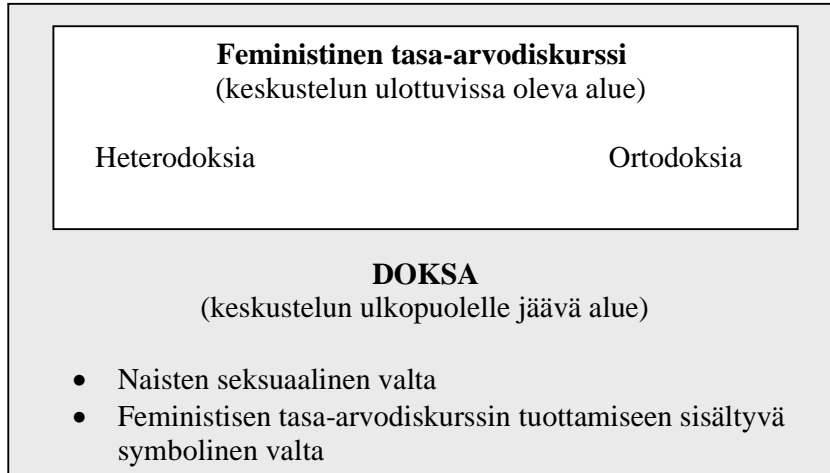 Feministinen tasa-arvodiskurssi
(keskustelun ulottuvissa oleva alue)
Heterodoksia Ortodoksia
DOKSA
(keskustelun ulkopuolelle jäävä alue)
• Naisten seksuaalinen valta
• Feministisen tasa-arvodiskurssin tuottamiseen sisältyvä
symbolinen valta